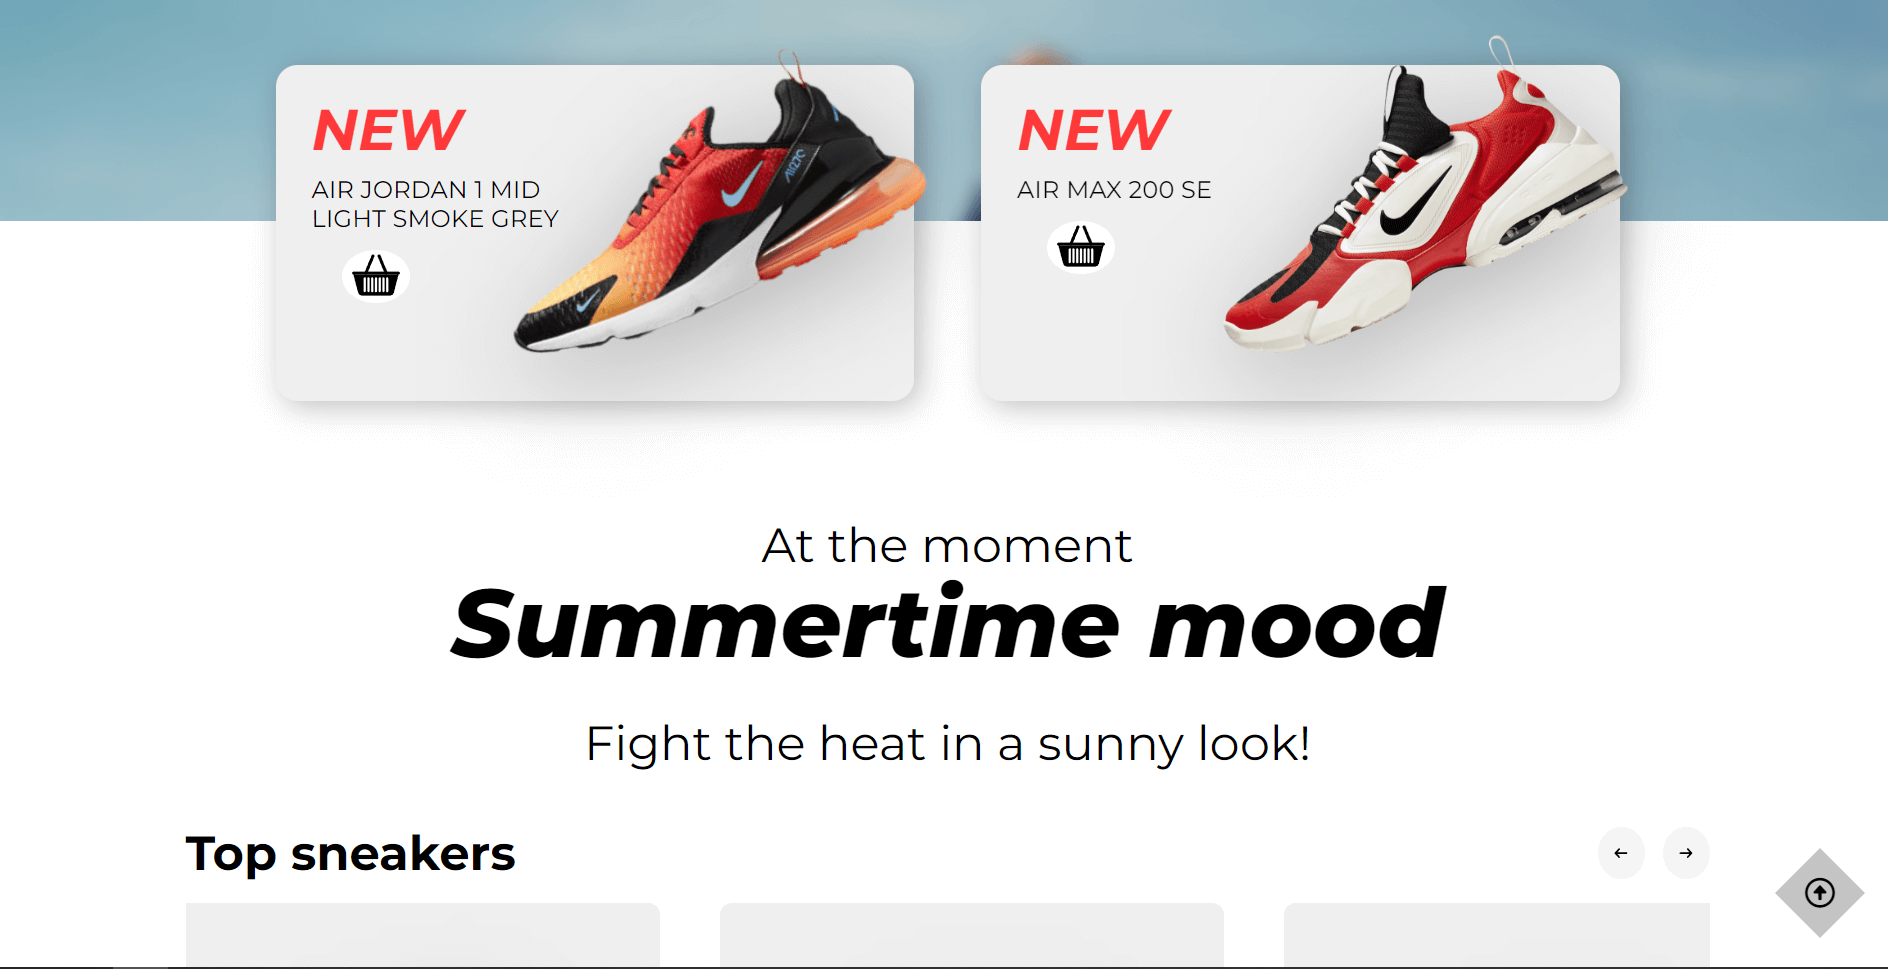 NEW
AIR JORDAN 1 MID
LIGHT SMOKE GREY
NEW
AIR MAX 200 SE
At the moment
Summertime mood
Fight the heat in a sunny look!
Top sneakers